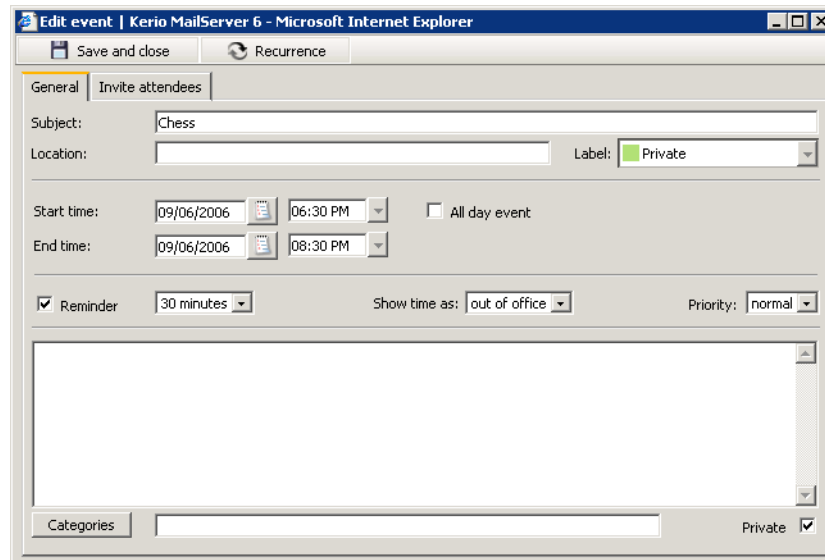 Edit event | Kerio MailServer 6 - Microsoft Internet Explorer
Save and close Recurrence
General Invite attendees
Subject: Chess
Location: Label: Private
Start time: 09/06/2006 06:30 PM All day event
End time: 09/06/2006 08:30 PM
Reminder 30 minutes Show time as: out of office Priority: normal
Categories Private